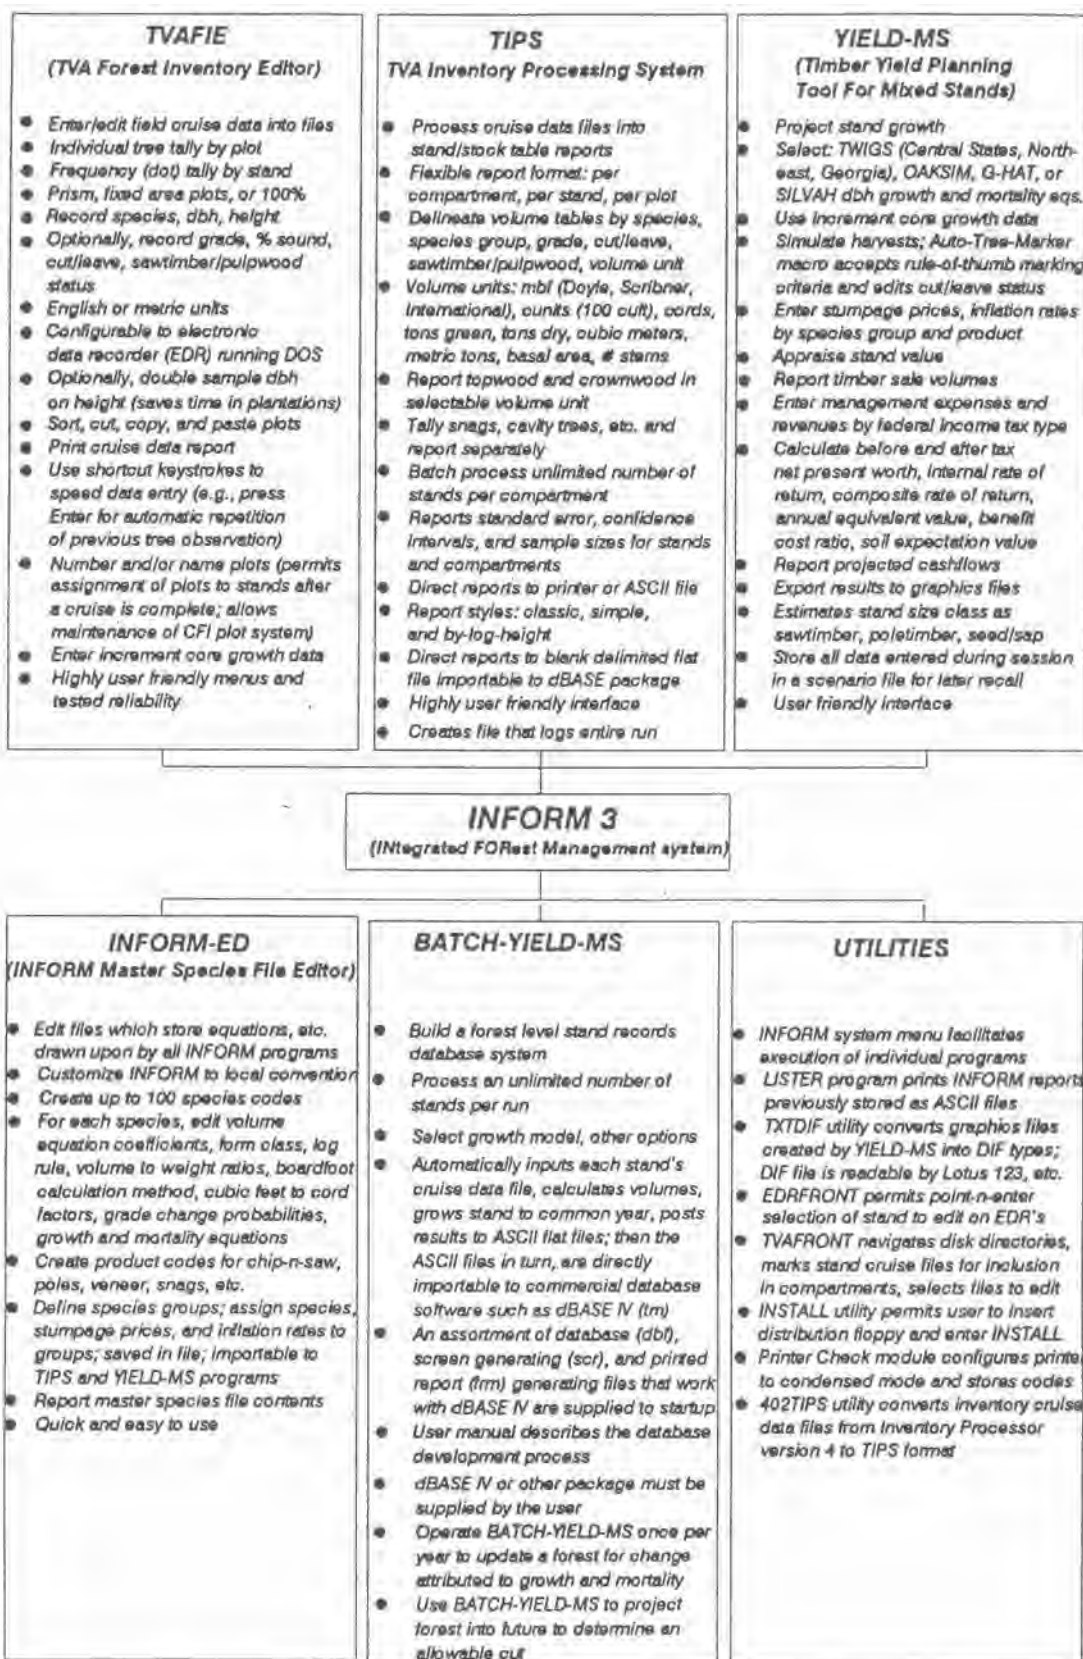 TVAFIE
(TVA Forest Inventory Editor)
● Enter/edit field cruise data into files
● Individual tree tally by plot
● Frequency (dot) tally by stand
● Prism, fixed area plots, or 100%
● Record species, dbh, height
● Optionally, record grade, % sound,
cut/leave, sawtimber/pulpwood
status
● English or metric units
● Configurable to electronic
data recorder (EDR) running DOS
● Optionally, double sample dbh
on height (saves time in plantations)
● Sort, cut, copy, and paste plots
● Print cruise data report
● Use shortcut keystrokes to
speed data entry (e.g., press
Enter for automatic repetition
of previous tree observation)
● Number and/or name plots (permits
assignment of plots to stands after
a cruise is complete; allows
maintenance of CFI plot system)
● Enter increment core growth data
● Highly user friendly menus and
tested reliability
TIPS
TVA Inventory Processing System
● Process cruise data files into
stand/stock table reports
● Flexible report format: per
compartment, per stand, per plot
● Delineate volume tables by species,
species group, grade, cut/leave,
sawtimber/pulpwood, volume unit
● Volume units: mbf (Doyle, Scribner,
International), cunits (100 cuft), cords,
tons green, tons dry, cubic meters,
metric tons, basal area, # stems
● Report topwood and crownwood in
selectable volume unit
● Tally snags, cavity trees, etc. and
report separately
● Batch process unlimited number of
stands per compartment
● Reports standard error, confidence
intervals, and sample sizes for stands
and compartments
● Direct reports to printer or ASCII file
● Report styles: classic, simple,
and by-log-height
● Direct reports to blank delimited flat
file importable to dBASE package
● Highly user friendly interface
● Creates file that logs entire run
YIELD-MS
(Timber Yield Planning
Tool For Mixed Stands)
● Project stand growth
● Select: TWIGS (Central States, North-
east, Georgia), OAKSIM, G-HAT, or
SILVAH dbh growth and mortality eqs.
● Use increment core growth data
● Simulate harvests; Auto-Tree-Marker
macro accepts rule-of-thumb marking
criteria and edits cut/leave status
● Enter stumpage prices, inflation rates
by species group and product
● Appraise stand value
● Report timber sale volumes
● Enter management expenses and
revenues by federal income tax type
● Calculate before and after tax
net present worth, internal rate of
return, composite rate of return,
annual equivalent value, benefit
cost ratio, soil expectation value
● Report projected cashflows
● Export results to graphics files
● Estimates stand size class as
sawtimber, poletimber, seed/sap
● Store all data entered during session
in a scenario file for later recall
● User friendly interface
INFORM 3
(INtegrated FORest Management system)
INFORM-ED
(INFORM Master Species File Editor)
● Edit files which store equations, etc.
drawn upon by all INFORM programs
● Customize INFORM to local convention
● Create up to 100 species codes
● For each species, edit volume
equation coefficients, form class, log
rule, volume to weight ratios, boardfoot
calculation method, cubic feet to cord
factors, grade change probabilities,
growth and mortality equations
● Create product codes for chip-n-saw,
poles, veneer, snags, etc.
● Define species groups; assign species,
stumpage prices, and inflation rates to
groups; saved in file; importable to
TIPS and YIELD-MS programs
● Report master species file contents
● Quick and easy to use
BATCH-YIELD-MS
● Build a forest level stand records
database system
● Process an unlimited number of
stands per run
● Select growth model, other options
● Automatically inputs each stand's
cruise data file, calculates volumes,
grows stand to common year, posts
results to ASCII flat files; then the
ASCII files in turn, are directly
importable to commercial database
software such as dBASE IV (tm)
● An assortment of database (dbf),
screen generating (scr), and printed
report (frm) generating files that work
with dBASE IV are supplied to startup
● User manual describes the database
development process
● dBASE IV or other package must be
supplied by the user
● Operate BATCH-YIELD-MS once per
year to update a forest for change
attributed to growth and mortality
● Use BATCH-YIELD-MS to project
forest into future to determine an
allowable cut
UTILITIES
● INFORM system menu facilitates
execution of individual programs
● LISTER program prints INFORM reports
previously stored as ASCII files
● TXTDIF utility converts graphics files
created by YIELD-MS into DIF types;
DIF file is readable by Lotus 123, etc.
● EDRFRONT permits point-n-enter
selection of stand to edit on EDR's
● TVAFRONT navigates disk directories,
marks stand cruise files for inclusion
in compartments, selects files to edit
● INSTALL utility permits user to insert
distribution floppy and enter INSTALL
● Printer Check module configures printer
to condensed mode and stores codes
● 402TIPS utility converts inventory cruise
data files from Inventory Processor
version 4 to TIPS format